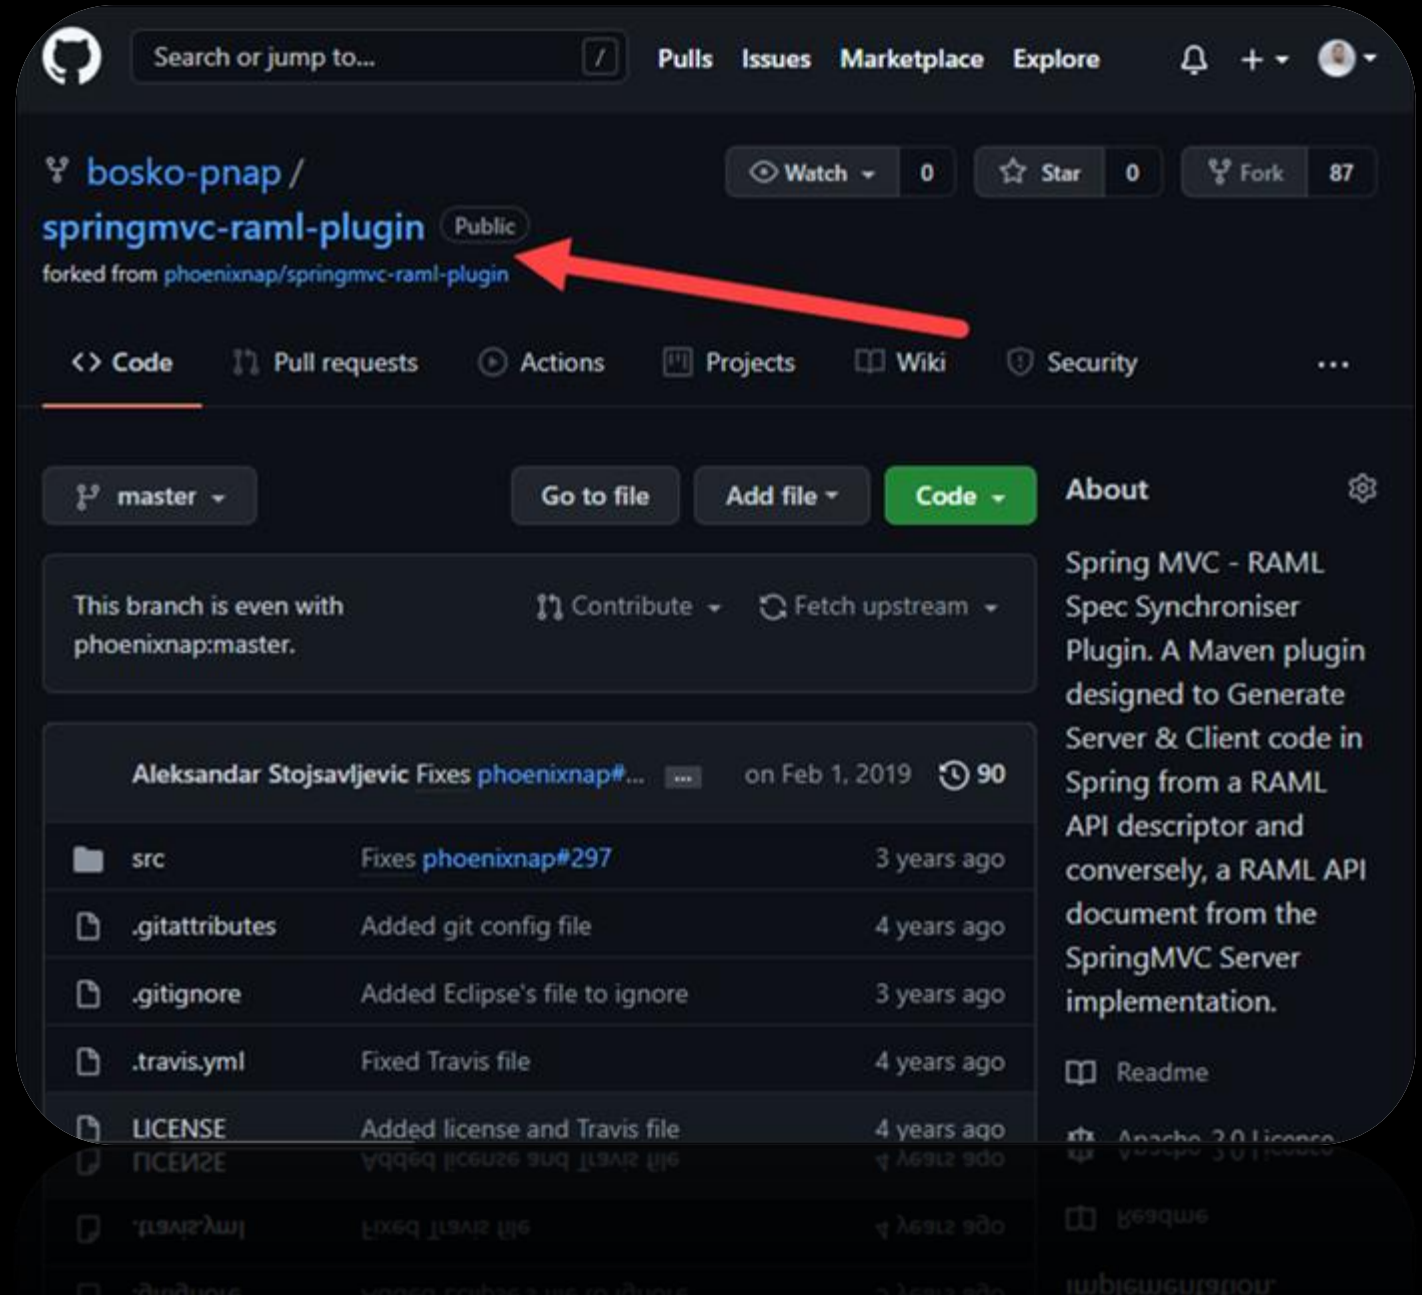 Search or jump to... /
Pulls Issues Marketplace Explore
bosko-pnap /
Watch 0 Star 0 Fork 87
springmvc-raml-plugin Public
forked from phoenixnap/springmvc-raml-plugin
<> Code Pull requests Actions Projects Wiki Security ...
master Go to file Add file Code
This branch is even with
phoenixnap:master.
Contribute Fetch upstream
Aleksandar Stojsavljevic Fixes phoenixnap#... ... on Feb 1, 2019 90
src Fixes phoenixnap#297 3 years ago
.gitattributes Added git config file 4 years ago
.gitignore Added Eclipse's file to ignore 3 years ago
.travis.yml Fixed Travis file 4 years ago
LICENSE Added license and Travis file 4 years ago
About
Spring MVC - RAML
Spec Synchroniser
Plugin. A Maven plugin
designed to Generate
Server & Client code in
Spring from a RAML
API descriptor and
conversely, a RAML API
document from the
SpringMVC Server
implementation.
Readme
Apache-2.0 License